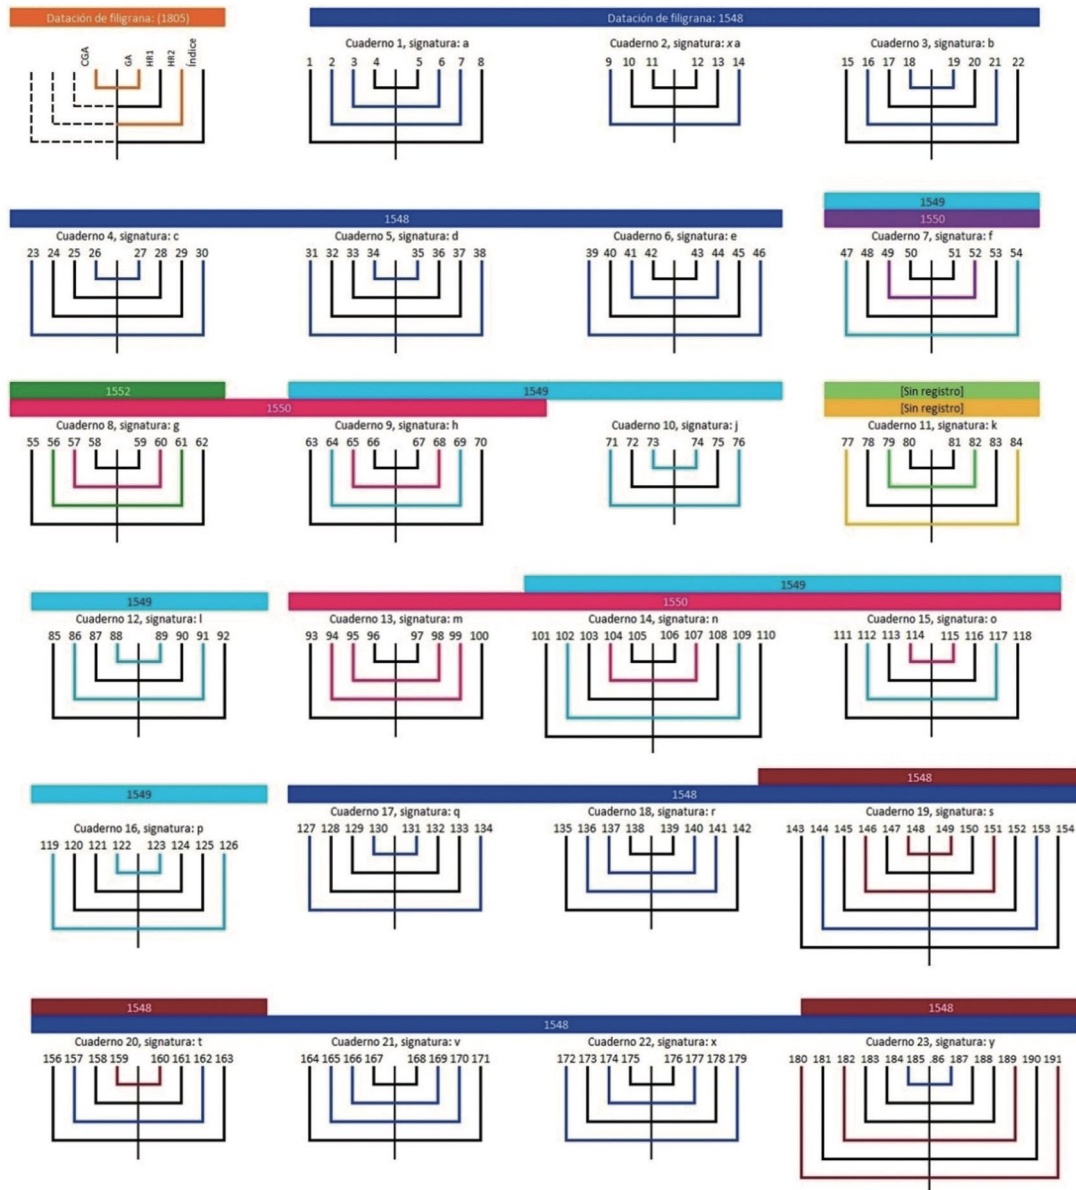 Datación de filigrana: (1805)
Datación de filigrana: 1548
CGA GA HR1 HR2 Índice
Cuaderno 1, signatura: a
1 2 3 4 5 6 7 8
Cuaderno 2, signatura: x a
9 10 11 12 13 14
Cuaderno 3, signatura: b
15 16 17 18 19 20 21 22
1548
1549
1550
Cuaderno 4, signatura: c
23 24 25 26 27 28 29 30
Cuaderno 5, signatura: d
31 32 33 34 35 36 37 38
Cuaderno 6, signatura: e
39 40 41 42 43 44 45 46
Cuaderno 7, signatura: f
47 48 49 50 51 52 53 54
1552
1549
1550
[Sin registro]
[Sin registro]
Cuaderno 8, signatura: g
55 56 57 58 59 60 61 62
Cuaderno 9, signatura: h
63 64 65 66 67 68 69 70
Cuaderno 10, signatura: j
71 72 73 74 75 76
Cuaderno 11, signatura: k
77 78 79 80 81 82 83 84
1549
1549
1550
Cuaderno 12, signatura: l
85 86 87 88 89 90 91 92
Cuaderno 13, signatura: m
93 94 95 96 97 98 99 100
Cuaderno 14, signatura: n
101 102 103 104 105 106 107 108 109 110
Cuaderno 15, signatura: o
111 112 113 114 115 116 117 118
1549
1548
1548
Cuaderno 16, signatura: p
119 120 121 122 123 124 125 126
Cuaderno 17, signatura: q
127 128 129 130 131 132 133 134
Cuaderno 18, signatura: r
135 136 137 138 139 140 141 142
Cuaderno 19, signatura: s
143 144 145 146 147 148 149 150 151 152 153 154
1548
1548
1548
Cuaderno 20, signatura: t
156 157 158 159 160 161 162 163
Cuaderno 21, signatura: v
164 165 166 167 168 169 170 171
Cuaderno 22, signatura: x
172 173 174 175 176 177 178 179
Cuaderno 23, signatura: y
180 181 182 183 184 185 .86 187 188 189 190 191